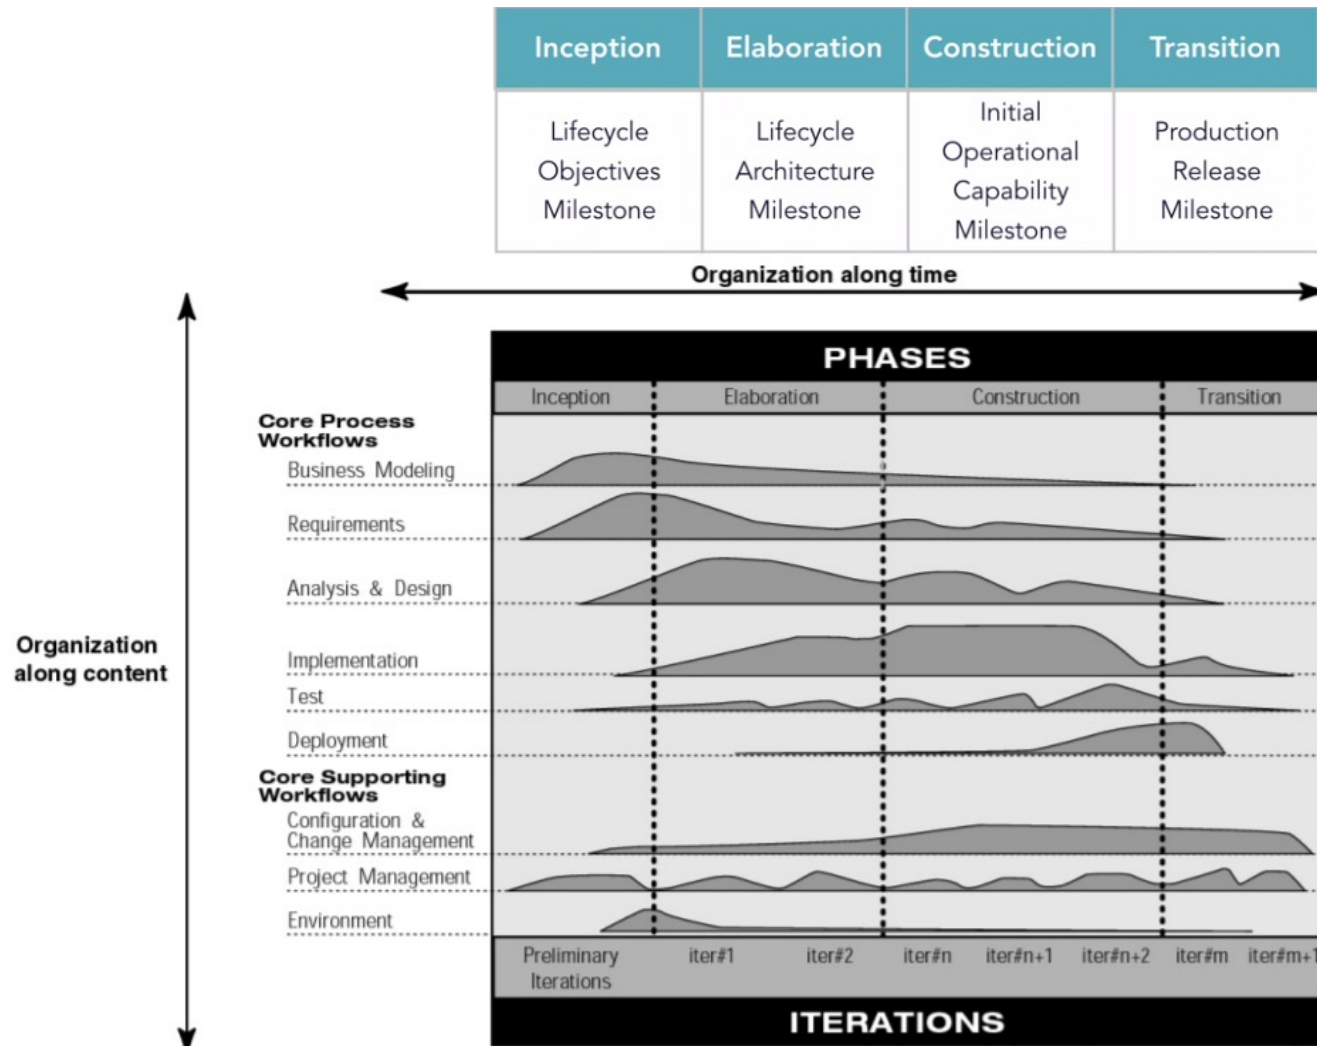 Inception Elaboration Construction Transition
Lifecycle
Objectives
Milestone
Lifecycle
Architecture
Milestone
Initial
Operational
Capability
Milestone
Production
Release
Milestone
Organization along time
PHASES
Inception Elaboration Construction Transition
Core Process
Workflows
Business Modeling
Requirements
Analysis & Design
Organization
along content
Implementation
Test
Deployment
Core Supporting
Workflows
Configuration &
Change Management
Project Management
Environment
Preliminary
Iterations
iter#1 iter#2 iter#n iter#n+1 iter#n+2 iter#m iter#m+1
ITERATIONS